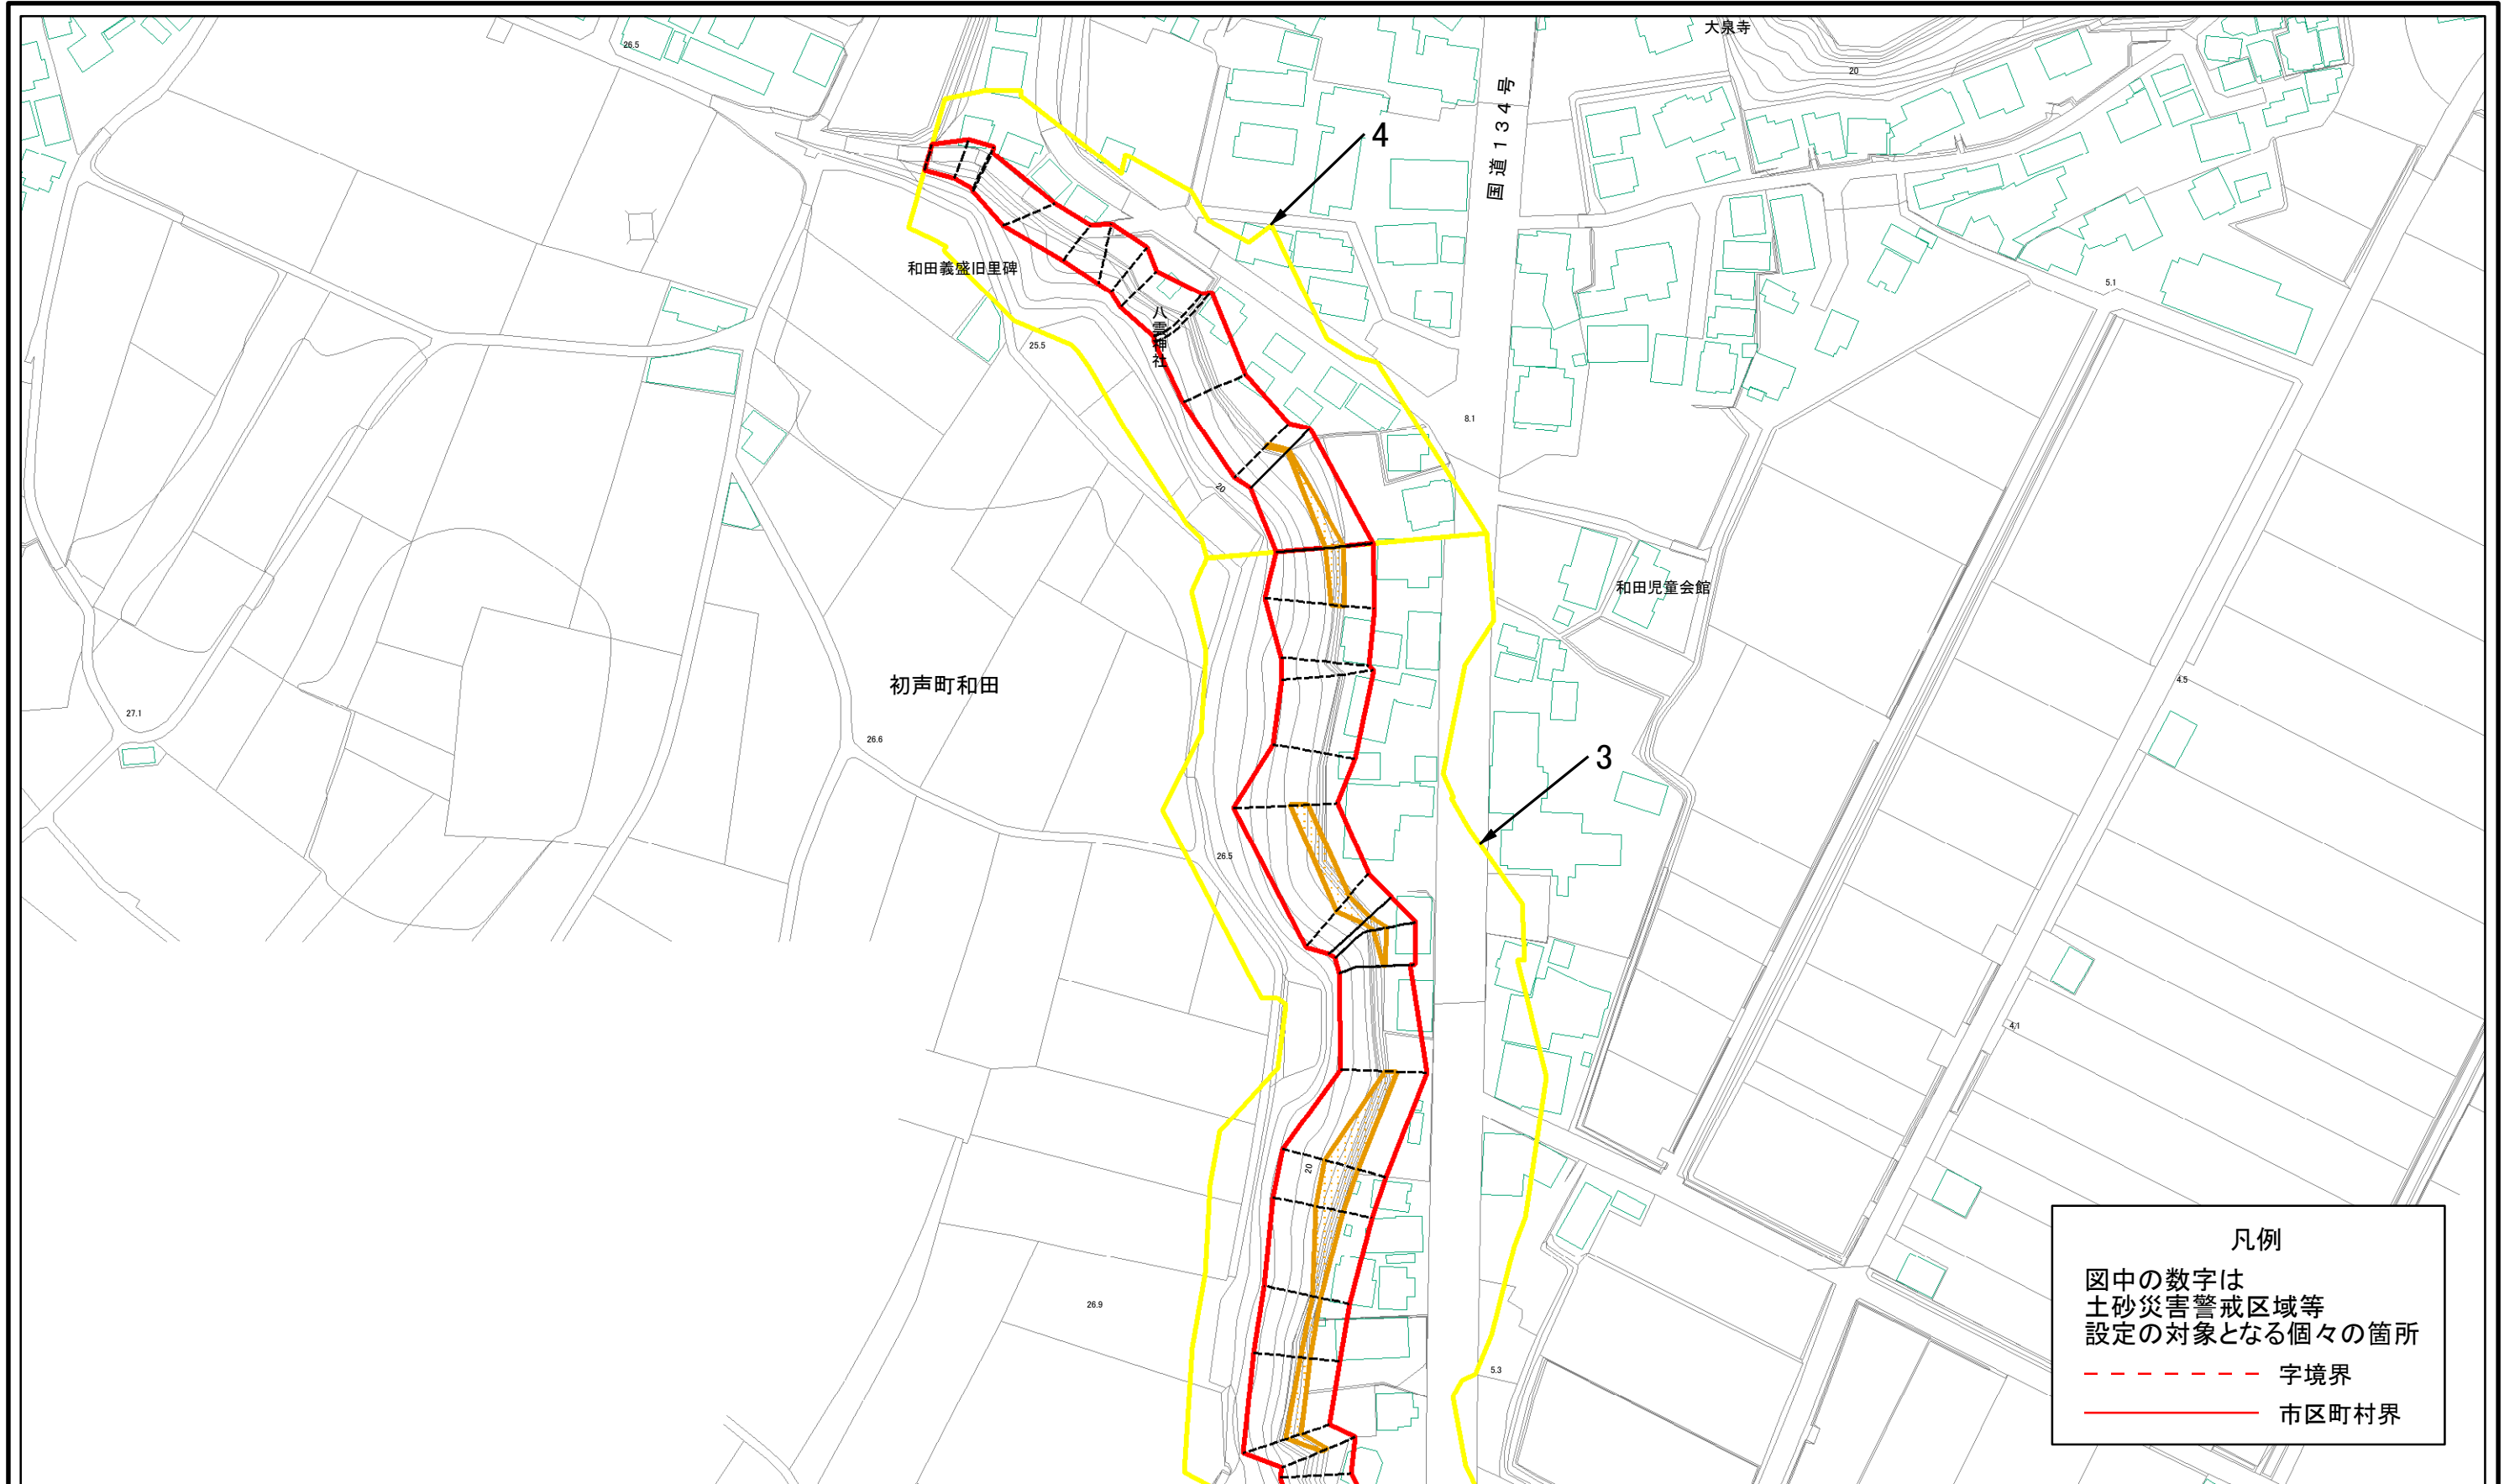 大泉寺
26.5
20
国道134号
4
和田義盛旧里碑
5.1
八雲神社
25.5
8.1
20
和田児童会館
初声町和田
4.5
27.1
26.6
3
26.5
4.1
20
26.9
5.3
凡例
図中の数字は
土砂災害警戒区域等
設定の対象となる個々の箇所
字境界
市区町村界